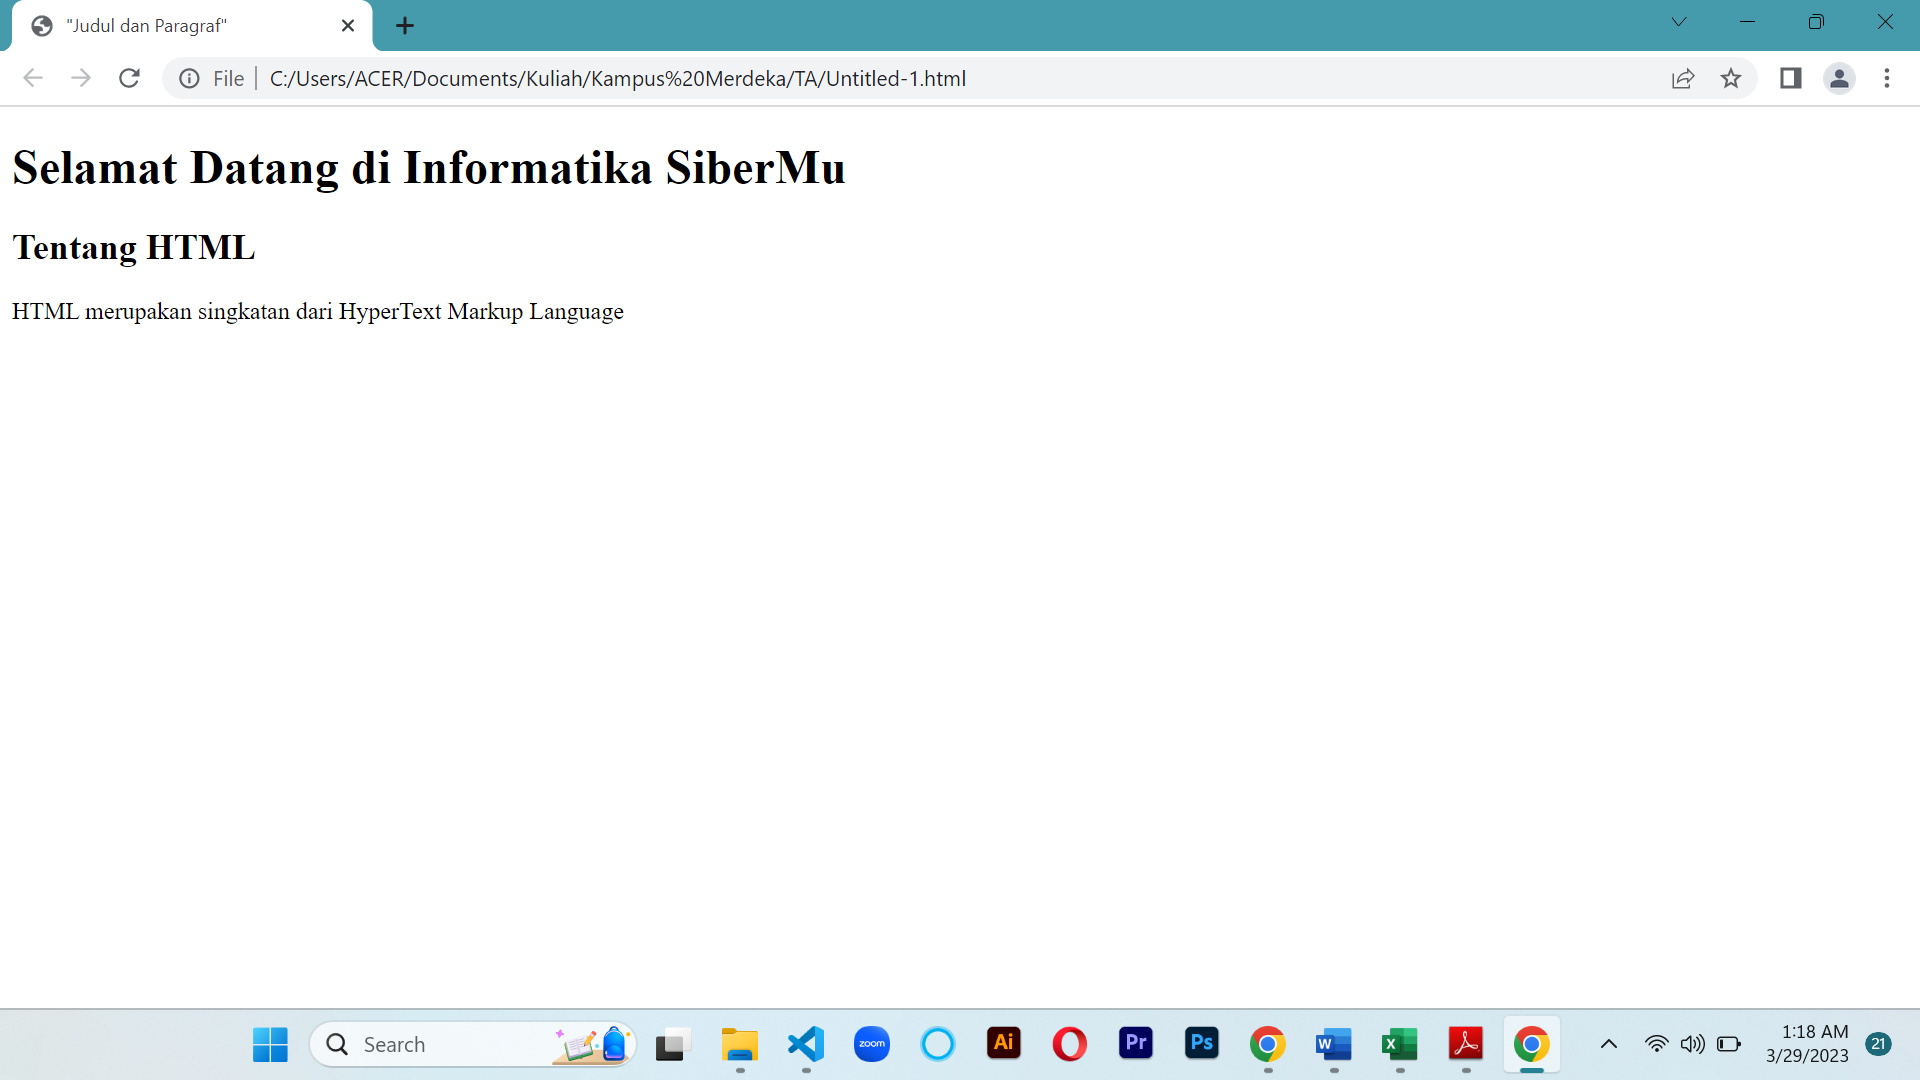 "Judul dan Paragraf"
File C:/Users/ACER/Documents/Kuliah/Kampus%20Merdeka/TA/Untitled-1.html
Selamat Datang di Informatika SiberMu
Tentang HTML
HTML merupakan singkatan dari HyperText Markup Language
Search
zoom
Ai
Pr
Ps
W
X
1:18 AM
3/29/2023
21